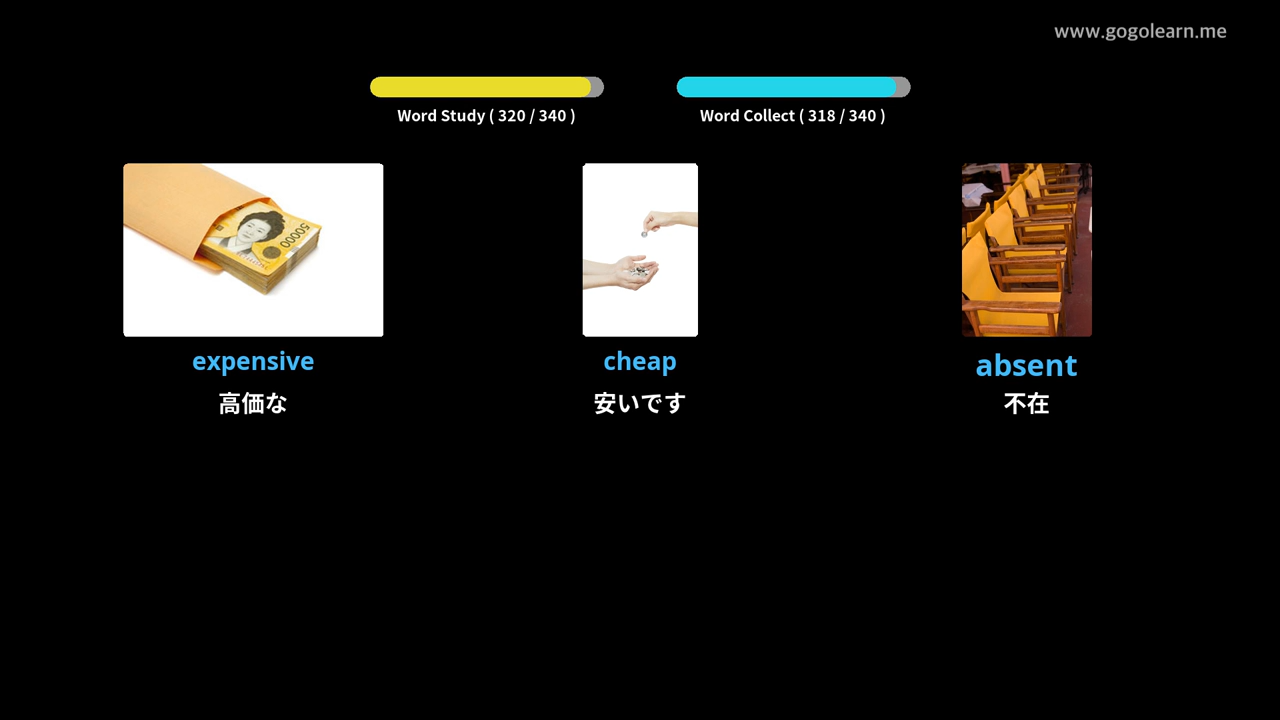 www.gogolearn.me
Word Study ( 320 / 340 )
Word Collect ( 318 / 340 )
50000
expensive
cheap
absent
高価な
安いです
不在